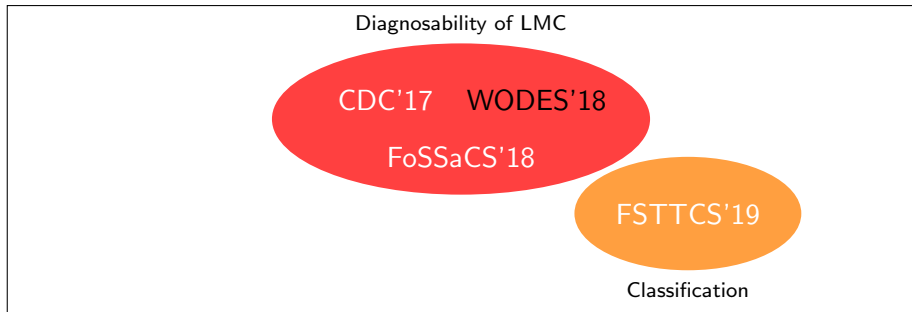 Diagnosability of LMC
CDC'17 WODES'18
FoSSaCS'18
FSTTCS'19
Classification